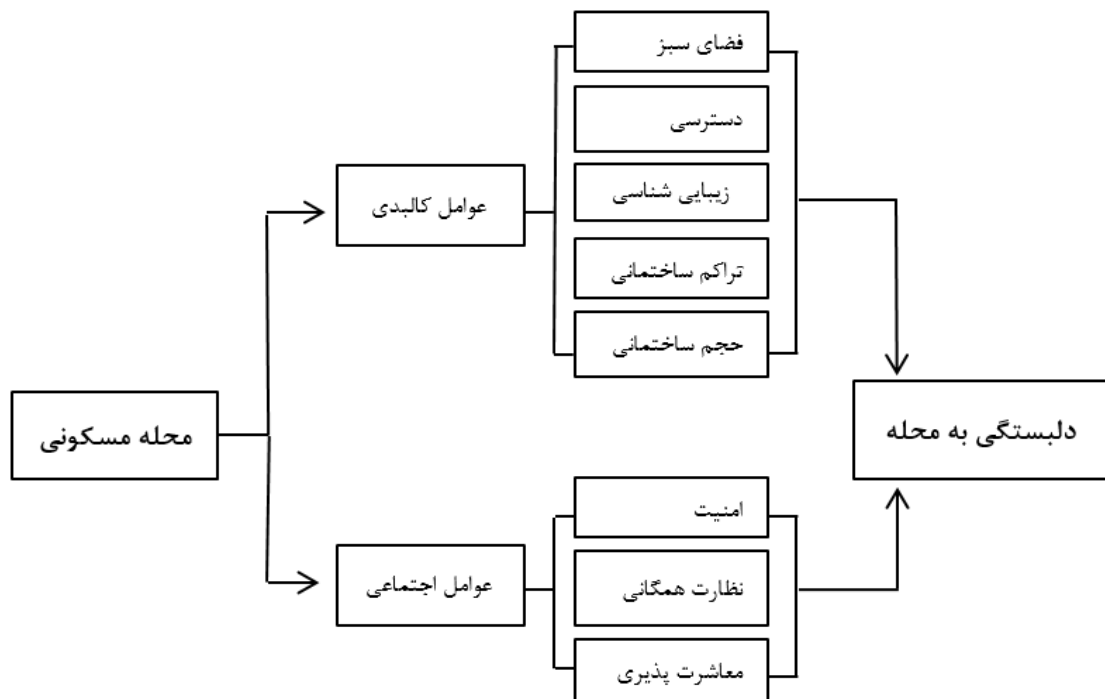 محله مسکونی
عوامل کالبدی
فضای سبز
دسترسی
زیبایی شناسی
تراکم ساختمانی
حجم ساختمانی
عوامل اجتماعی
امنیت
نظارت همگانی
معاشرت پذیری
دلبستگی به محله